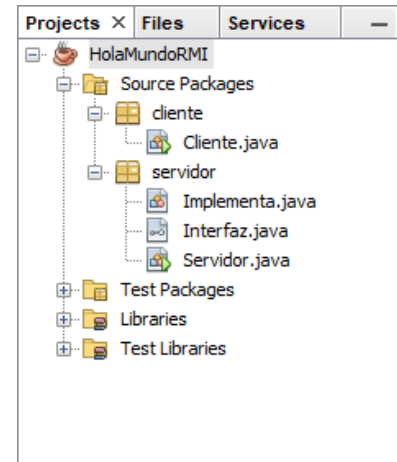 Projects × Files Services
HolaMundoRMI
Source Packages
cliente
Cliente.java
servidor
Implementa.java
Interfaz.java
Servidor.java
Test Packages
Libraries
Test Libraries